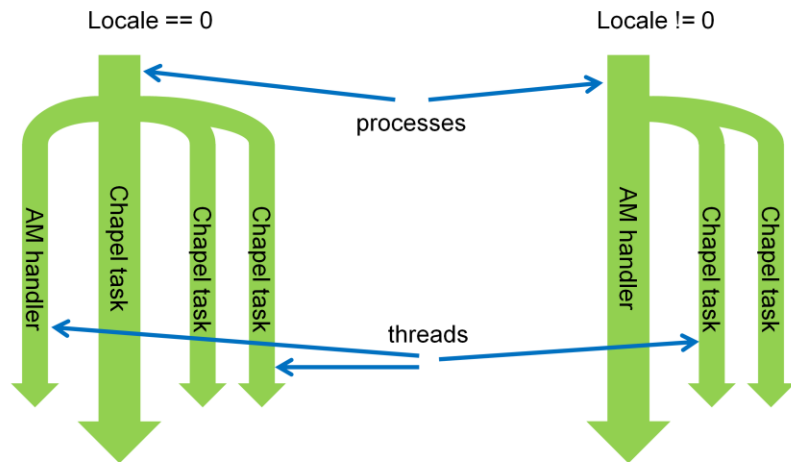 Locale == 0
Locale != 0
processes
AM handler
Chapel task
Chapel task
Chapel task
AM handler
Chapel task
Chapel task
threads